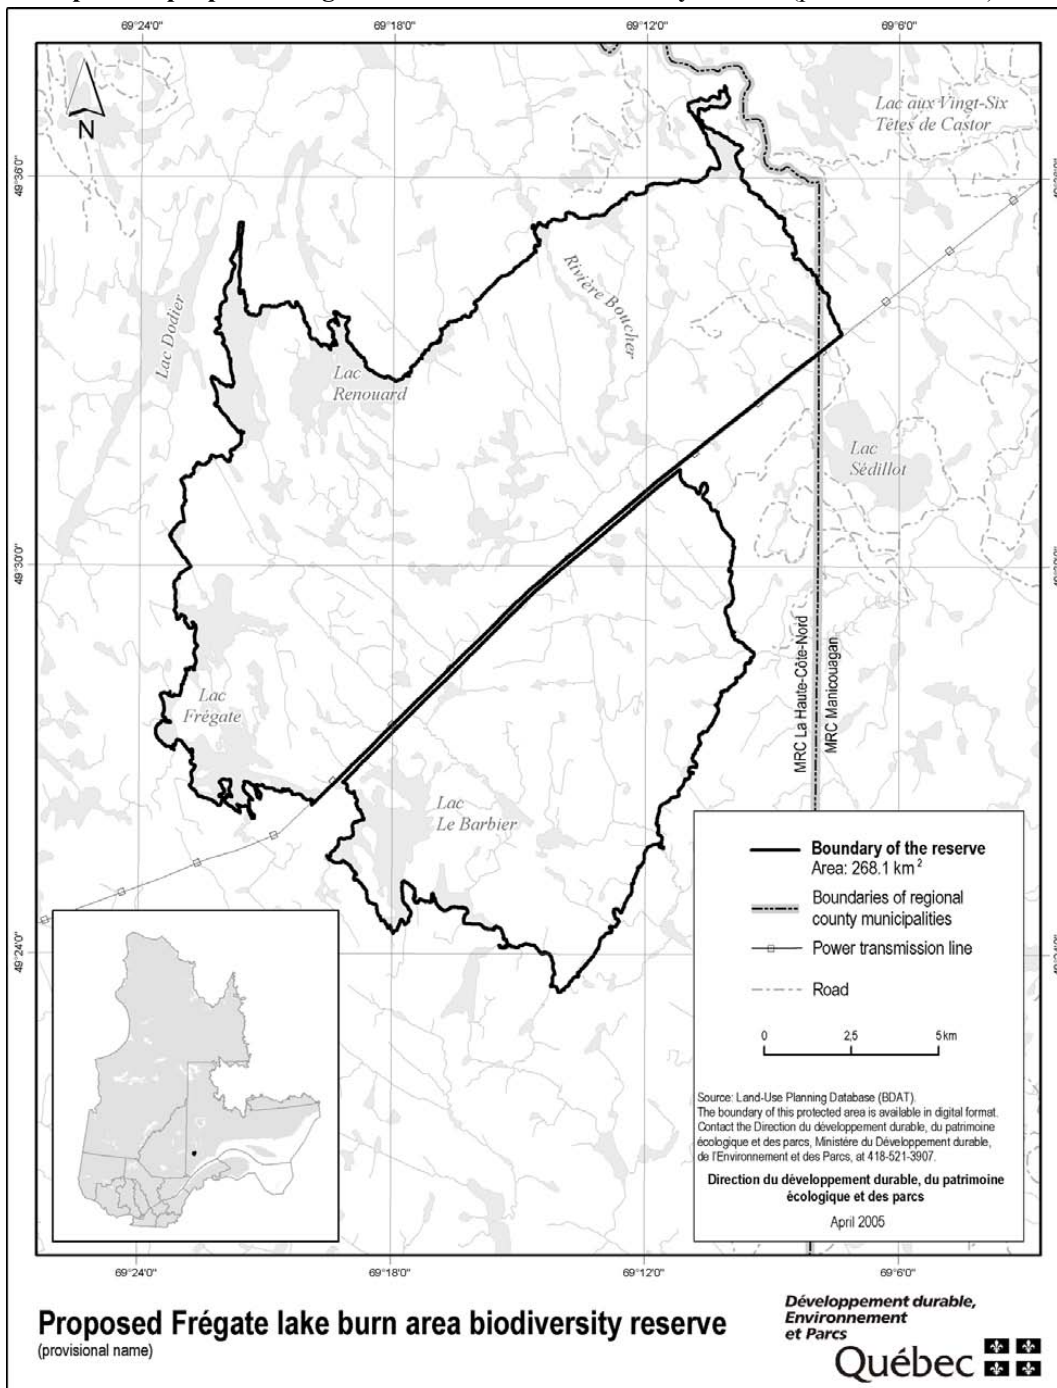 69°24'0"
69°18'0"
69°12'0"
69°6'0"
N
Lac aux Vingt-Six
Têtes de Castor
49°36'0"
Rivière Boucher
Lac Dodier
Lac
Renouard
Lac
Sédillot
49°30'0"
MRC La Haute-Côte-Nord
MRC Manicouagan
Lac
Frégate
Lac
Le Barbier
Boundary of the reserve
Area: 268.1 km²
Boundaries of regional
county municipalities
Power transmission line
Road
0 2,5 5 km
49°24'0"
Source: Land-Use Planning Database (BDAT).
The boundary of this protected area is available in digital format.
Contact the Direction du développement durable, du patrimoine
écologique et des parcs, Ministére du Développement durable,
de l'Environnement et des Parcs, at 418-521-3907.
Direction du développement durable, du patrimoine
écologique et des parcs
April 2005
69°24'0"
69°18'0"
69°12'0"
69°6'0"
Proposed Frégate lake burn area biodiversity reserve
(provisional name)
Développement durable,
Environnement
et Parcs
Québec